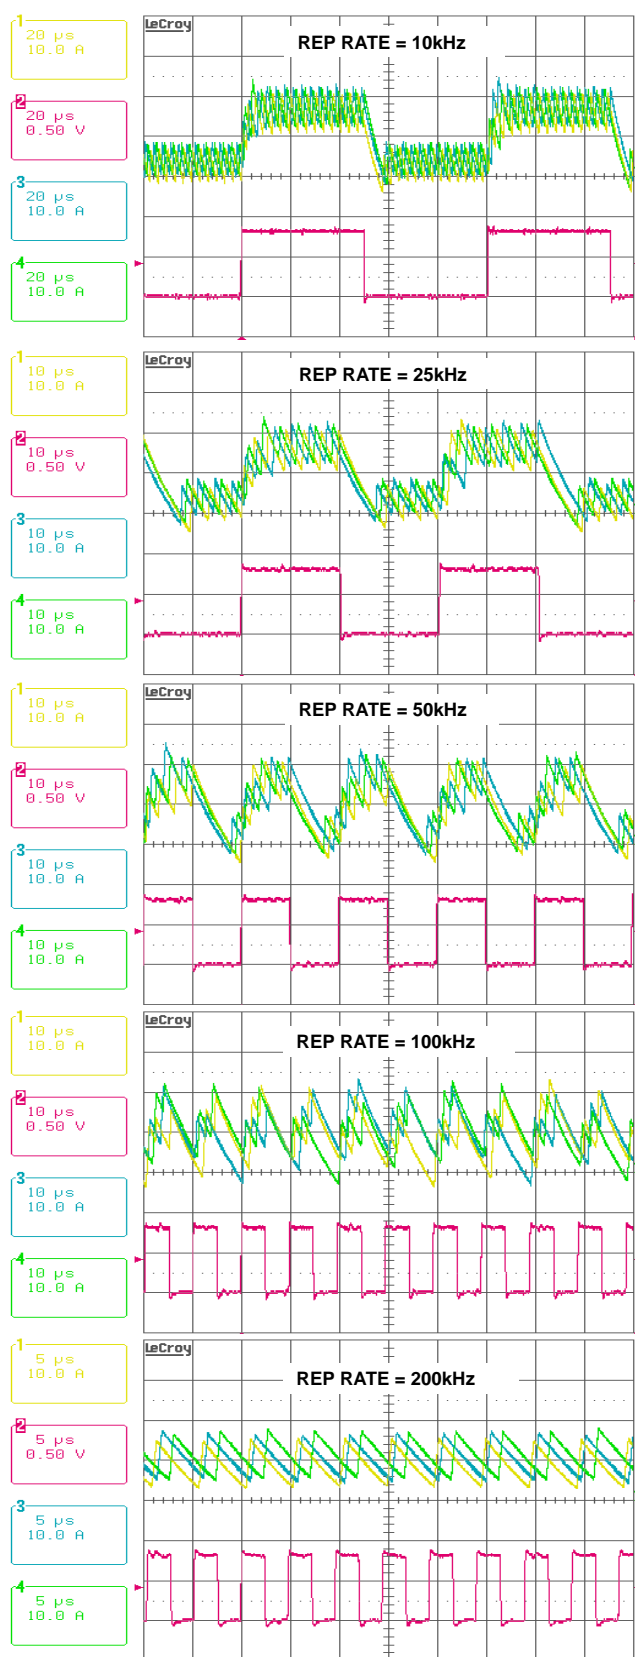 1
20 µs
10.0 A
2
20 µs
0.50 V
3
20 µs
10.0 A
4
20 µs
10.0 A
LeCroy
REP RATE = 10kHz
1
10 µs
10.0 A
2
10 µs
0.50 V
3
10 µs
10.0 A
4
10 µs
10.0 A
LeCroy
REP RATE = 25kHz
1
10 µs
10.0 A
2
10 µs
0.50 V
3
10 µs
10.0 A
4
10 µs
10.0 A
LeCroy
REP RATE = 50kHz
1
10 µs
10.0 A
2
10 µs
0.50 V
3
10 µs
10.0 A
4
10 µs
10.0 A
LeCroy
REP RATE = 100kHz
1
5 µs
10.0 A
2
5 µs
0.50 V
3
5 µs
10.0 A
4
5 µs
10.0 A
LeCroy
REP RATE = 200kHz